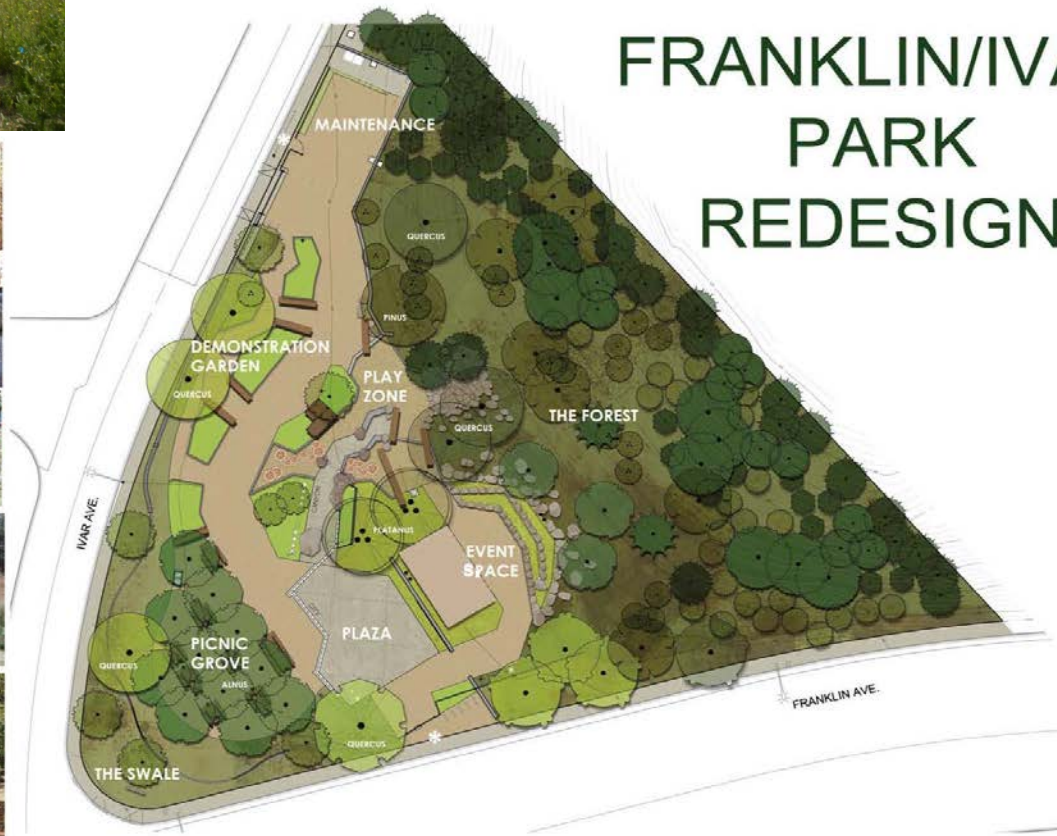 FRANKLIN/IVA
PARK
REDESIGN
MAINTENANCE
QUERCUS
PINUS
DEMONSTRATION
GARDEN
QUERCUS
PLAY
ZONE
QUERCUS
THE FOREST
IVAR AVE.
PLATANUS
EVENT
SPACE
PLAZA
PICNIC
GROVE
QUERCUS
ALNUS
QUERCUS
FRANKLIN AVE.
THE SWALE